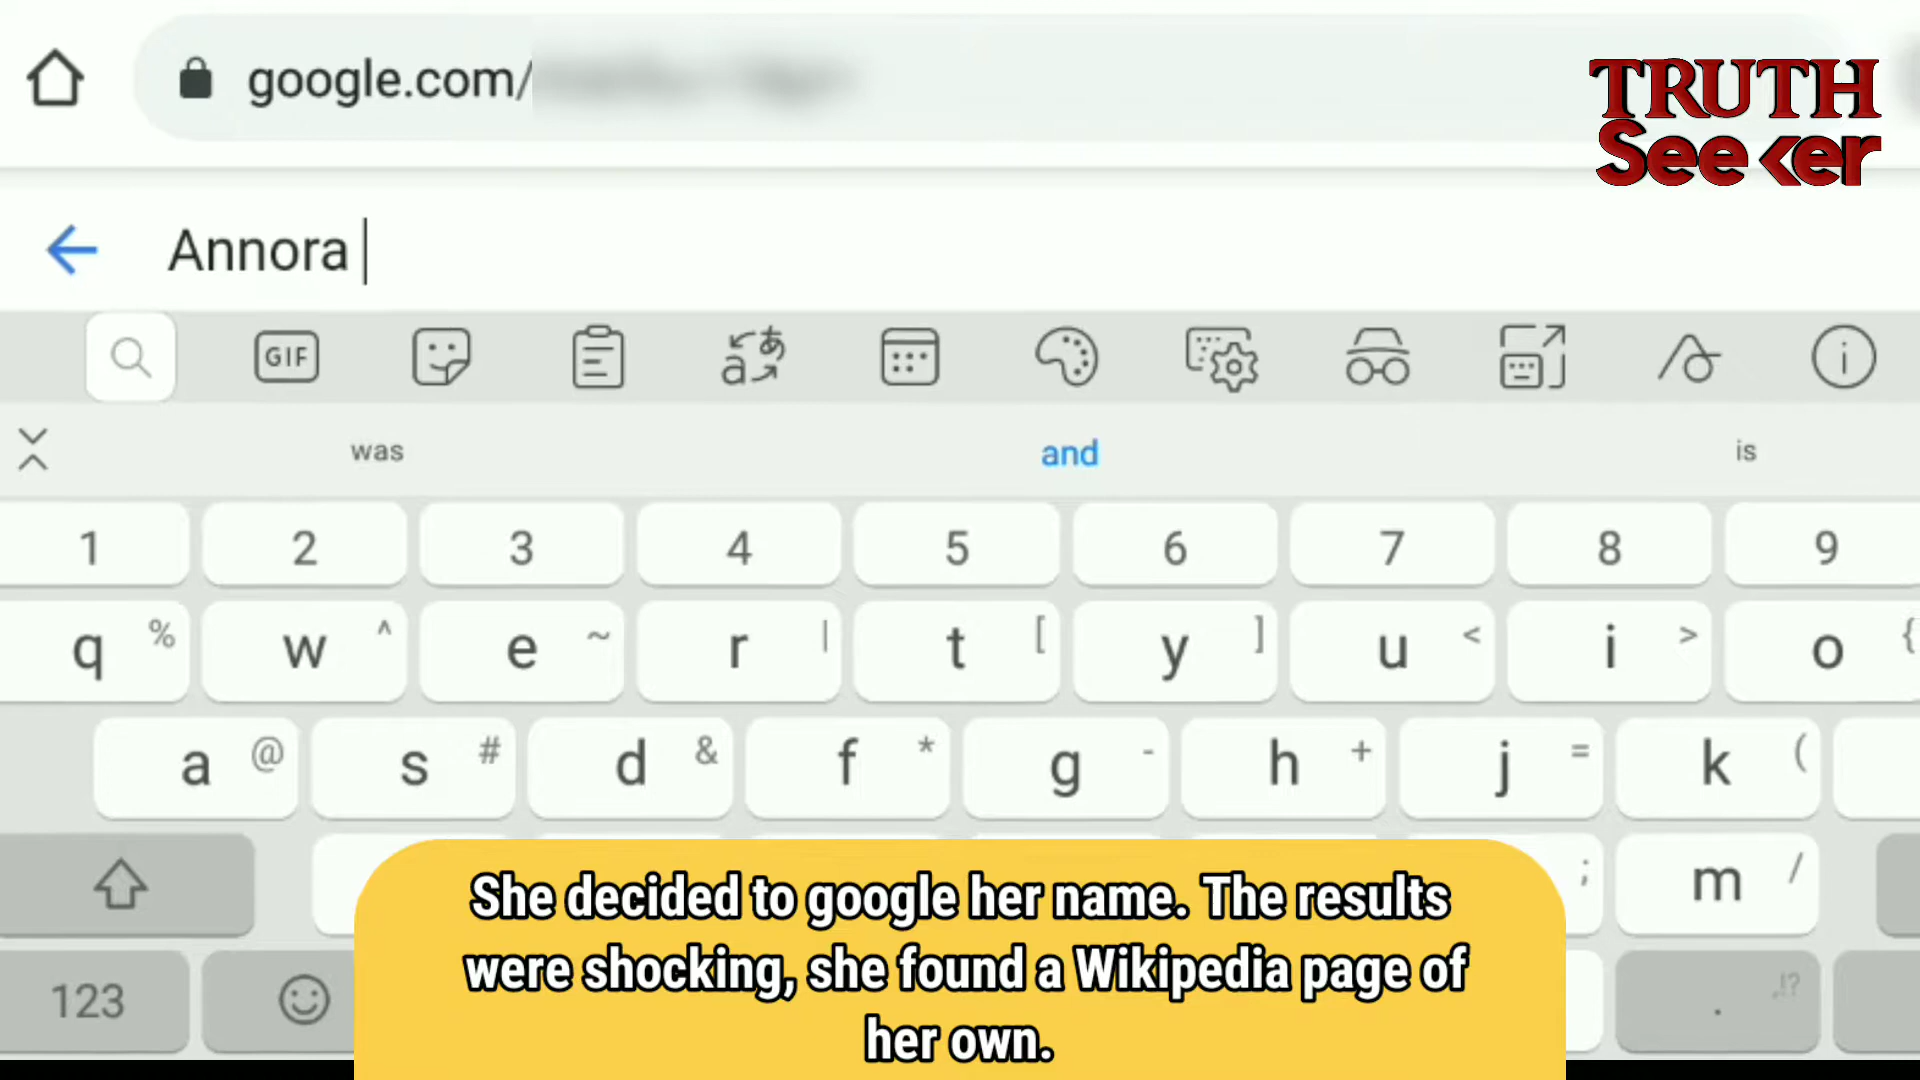 google.com/
TRUTH
Seeker
Annora
GIF
a あ
was and is
1 2 3 4 5 6 7 8 9
q % w ^ e ~ r | t [ y ] u < i > o {
a @ s # d & f * g - h + j = k (
; m /
123 . ,!?
She decided to google her name. The results
were shocking, she found a Wikipedia page of
her own.